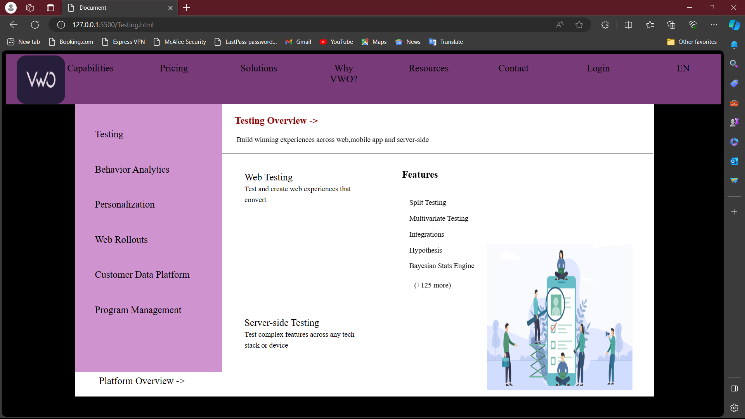 Document
127.0.0.1:5500/Testing.html
New tab
Booking.com
Express VPN
McAfee Security
LastPass password...
Gmail
YouTube
Maps
News
Translate
Other favorites
VWO
Capabilities
Pricing
Solutions
Why
VWO?
Resources
Contact
Login
EN
Testing
Behavior Analytics
Personalization
Web Rollouts
Customer Data Platform
Program Management
Platform Overview ->
Testing Overview ->
Build winning experiences across web,mobile app and server-side
Web Testing
Test and create web experiences that
convert
Server-side Testing
Test complex features across any tech
stack or device
Features
Split Testing
Multivariate Testing
Integrations
Hypothesis
Bayesian Stats Engine
(+125 more)